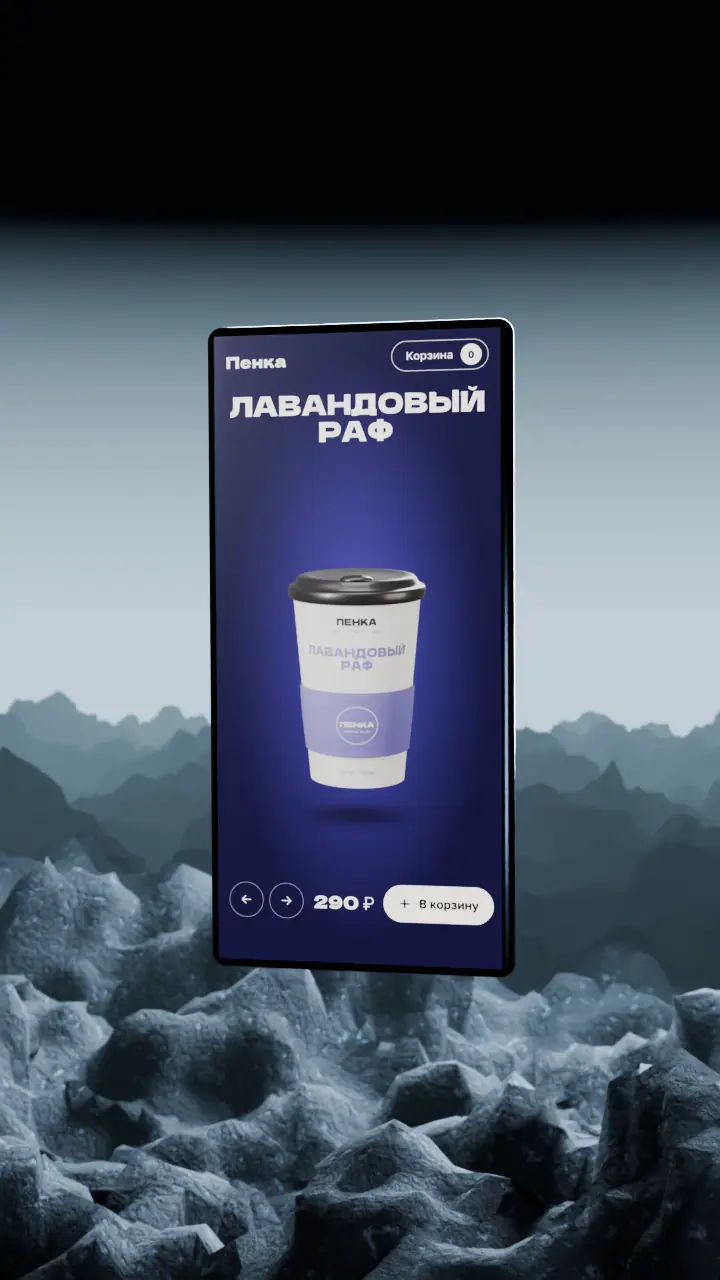 Пенка
Корзина 0
ЛАВАНДОВЫЙ
РАФ
ПЕНКА
ЛАВАНДОВЫЙ
РАФ
ПЕНКА
290 ₽
+ В корзину